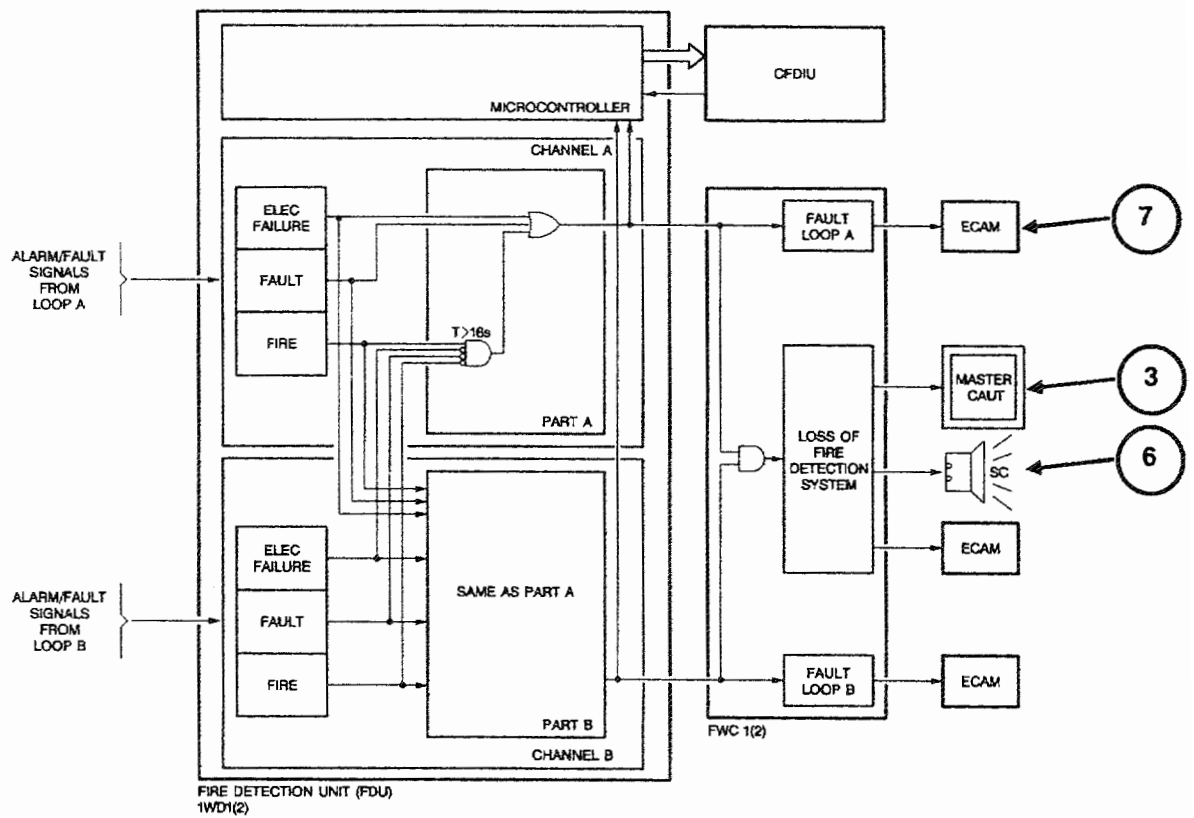 CFDIU
MICROCONTROLLER
CHANNEL A
ELEC
FAILURE
FAULT
LOOP A
ECAM
7
ALARM/FAULT
SIGNALS
FROM
LOOP A
FAULT
T>16s
FIRE
MASTER
CAUT
3
PART A
LOSS OF
FIRE
DETECTION
SYSTEM
SC
6
ELEC
FAILURE
ECAM
SAME AS PART A
ALARM/FAULT
SIGNALS
FROM
LOOP B
FAULT
FIRE
FAULT
LOOP B
ECAM
PART B
FWC 1(2)
CHANNEL B
FIRE DETECTION UNIT (FDU)
1WD1(2)